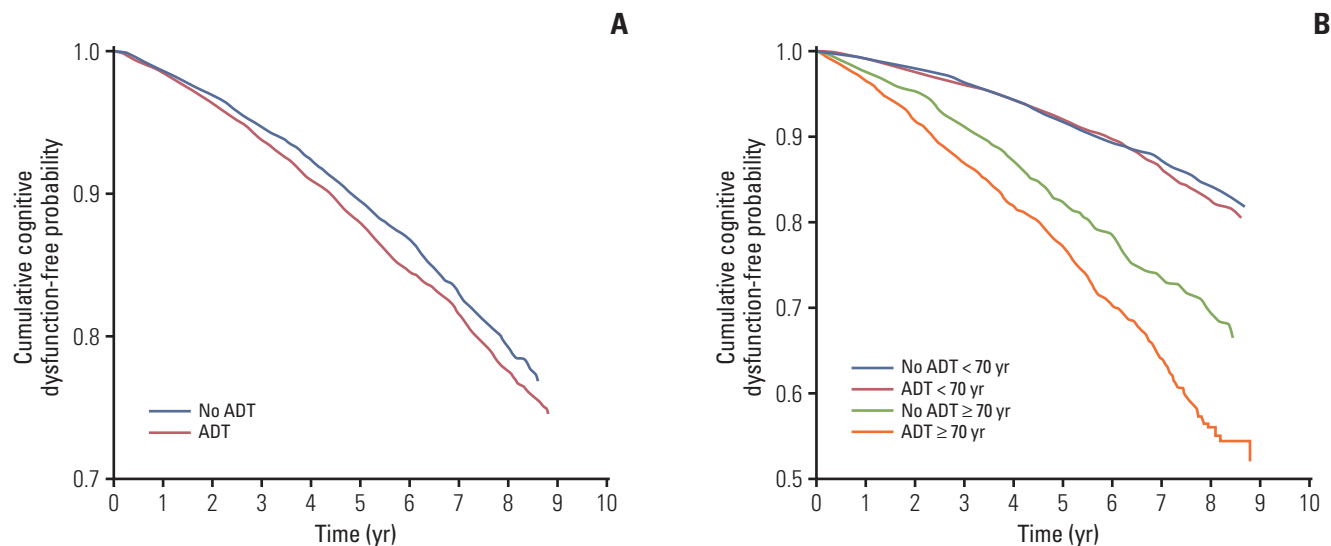 A
Cumulative cognitive
dysfunction-free probability
1.0
0.9
0.8
0.7
No ADT
ADT
0 1 2 3 4 5 6 7 8 9 10
Time (yr)
B
Cumulative cognitive
dysfunction-free probability
1.0
0.9
0.8
0.7
0.6
0.5
No ADT < 70 yr
ADT < 70 yr
No ADT ≥ 70 yr
ADT ≥ 70 yr
0 1 2 3 4 5 6 7 8 9 10
Time (yr)